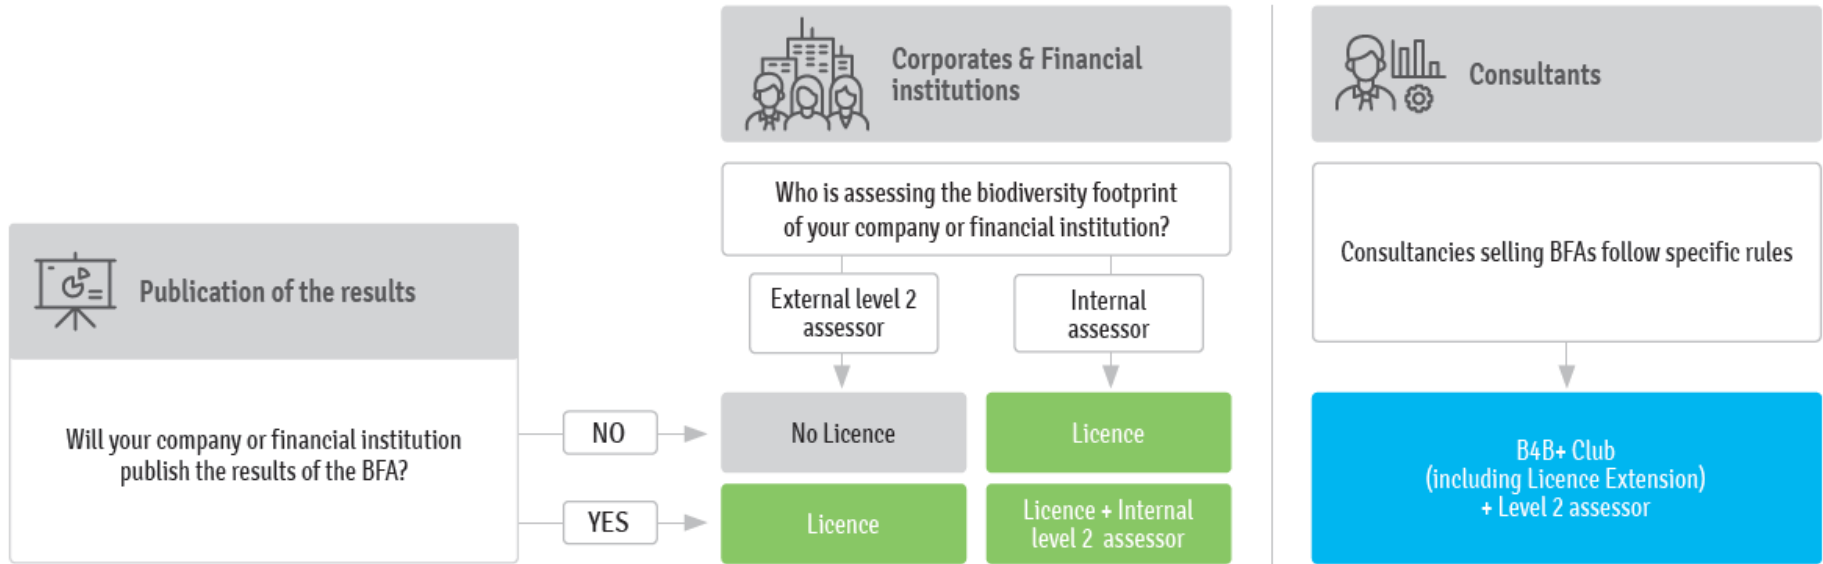 Publication of the results
Will your company or financial institution
publish the results of the BFA?
NO
YES
Corporates & Financial
institutions
Who is assessing the biodiversity footprint
of your company or financial institution?
External level 2
assessor
Internal
assessor
No Licence
Licence
Licence
Licence + Internal
level 2 assessor
Consultants
Consultancies selling BFAs follow specific rules
B4B+ Club
(including Licence Extension)
+ Level 2 assessor